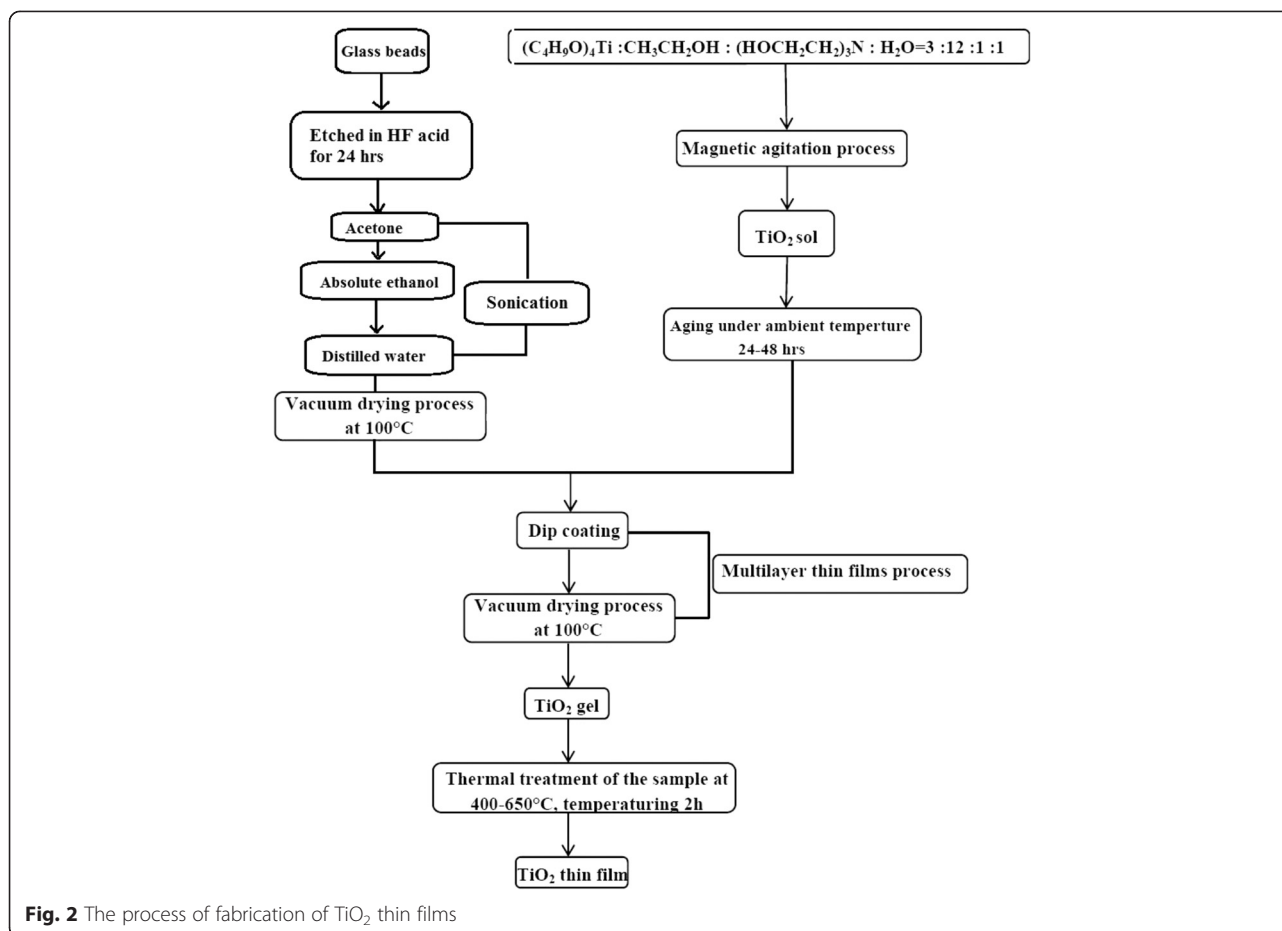 Glass beads
Etched in HF acid
for 24 hrs
Acetone
Absolute ethanol
Sonication
Distilled water
Vacuum drying process
at 100°C
(C₄H₉O)₄Ti :CH₃CH₂OH : (HOCH₂CH₂)₃N : H₂O=3 :12 :1 :1
Magnetic agitation process
TiO₂ sol
Aging under ambient temperture
24-48 hrs
Dip coating
Multilayer thin films process
Vacuum drying process
at 100°C
TiO₂ gel
Thermal treatment of the sample at
400-650°C, temperaturing 2h
TiO₂ thin film
Fig. 2 The process of fabrication of TiO₂ thin films